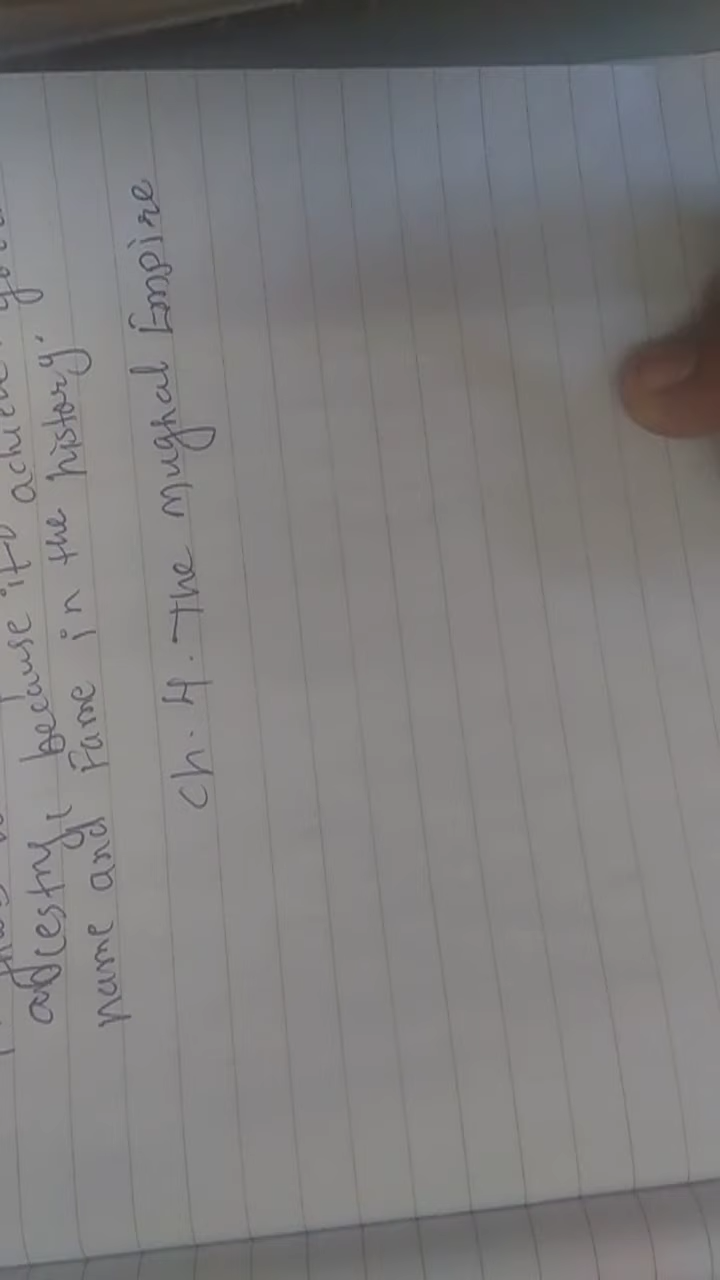 ancestry, because it achieve
name and Fame in the history.
Ch. 4. The Mughal Empire